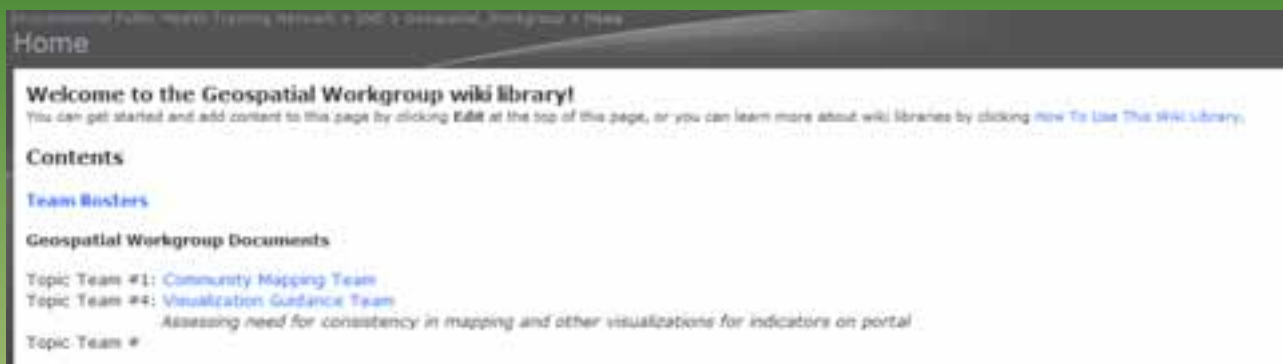 Home
Welcome to the Geospatial Workgroup wiki library!
You can get started and add content to this page by clicking Edit at the top of this page, or you can learn more about wiki libraries by clicking How To Use This Wiki Library.
Contents
Team Rosters
Geospatial Workgroup Documents
Topic Team #1: Community Mapping Team
Topic Team #4: Visualization Guidance Team
Assessing need for consistency in mapping and other visualizations for indicators on portal
Topic Team #